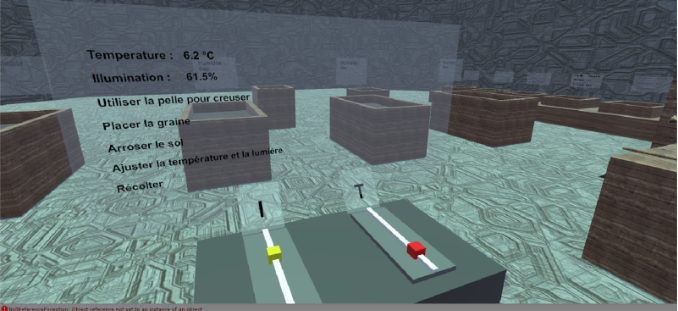 Temperature : 6.2 °C
Illumination : 61.5%
Utiliser la pelle pour creuser
Placer la graine
Arroser le sol
Ajuster la température et la lumière
Récolter
I
T
NullReferenceException: Object reference not set to an instance of an object